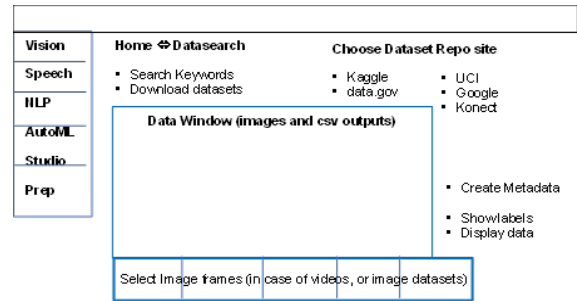 Vision
Speech
NLP
AutoML
Studio
Prep
Home ⇔ Datasearch
▪ Search Keywords
▪ Download datasets
Choose Dataset Repo site
▪ Kaggle
▪ data.gov
▪ UCI
▪ Google
▪ Konect
Data Window (images and csv outputs)
▪ Create Metadata
▪ Showlabels
▪ Display data
Select Image frames (in case of videos, or image datasets)